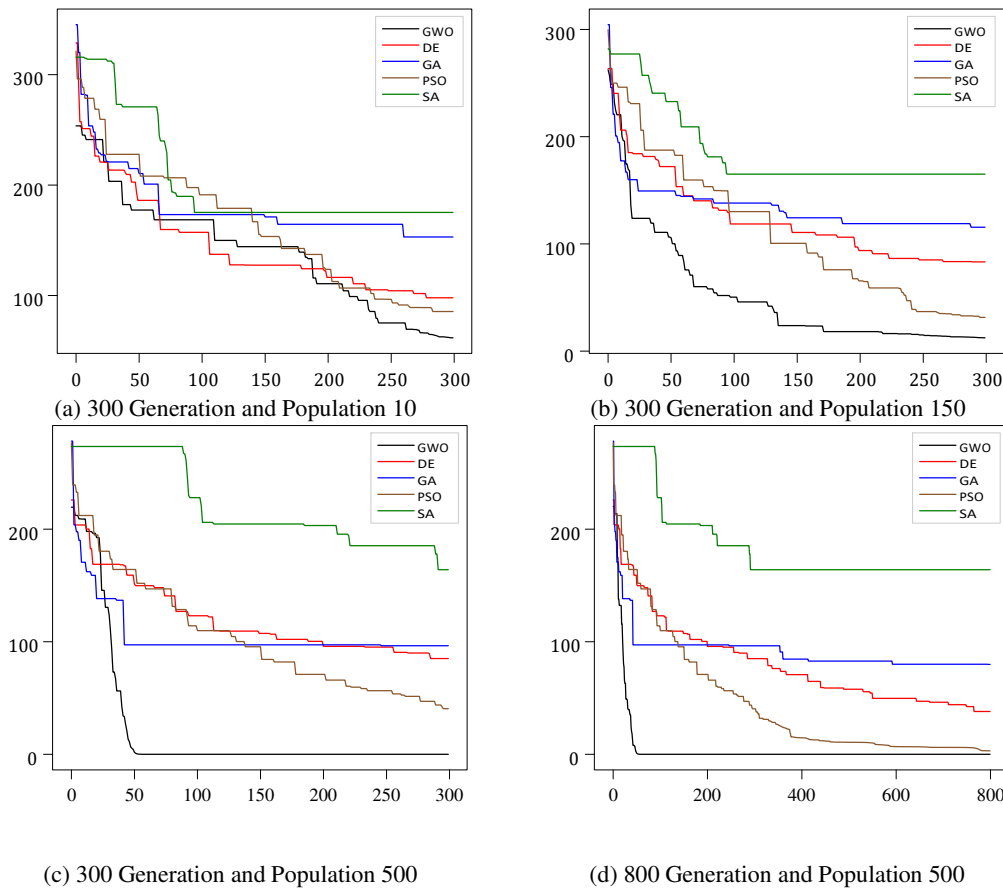 GWO
DE
GA
PSO
SA
300
200
100
0 50 100 150 200 250 300
(a) 300 Generation and Population 10
GWO
DE
GA
PSO
SA
300
200
100
0
0 50 100 150 200 250 300
(b) 300 Generation and Population 150
GWO
DE
GA
PSO
SA
200
100
0
0 50 100 150 200 250 300
(c) 300 Generation and Population 500
GWO
DE
GA
PSO
SA
200
100
0
0 200 400 600 800
(d) 800 Generation and Population 500